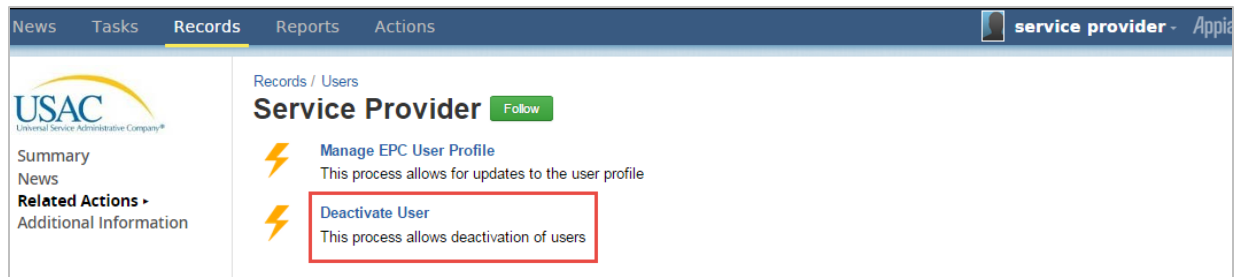 News Tasks Records Reports Actions service provider - Appia
USAC
Universal Service Administrative Company®
Summary
News
Related Actions ▸
Additional Information
Records / Users
Service Provider Follow
Manage EPC User Profile
This process allows for updates to the user profile
Deactivate User
This process allows deactivation of users